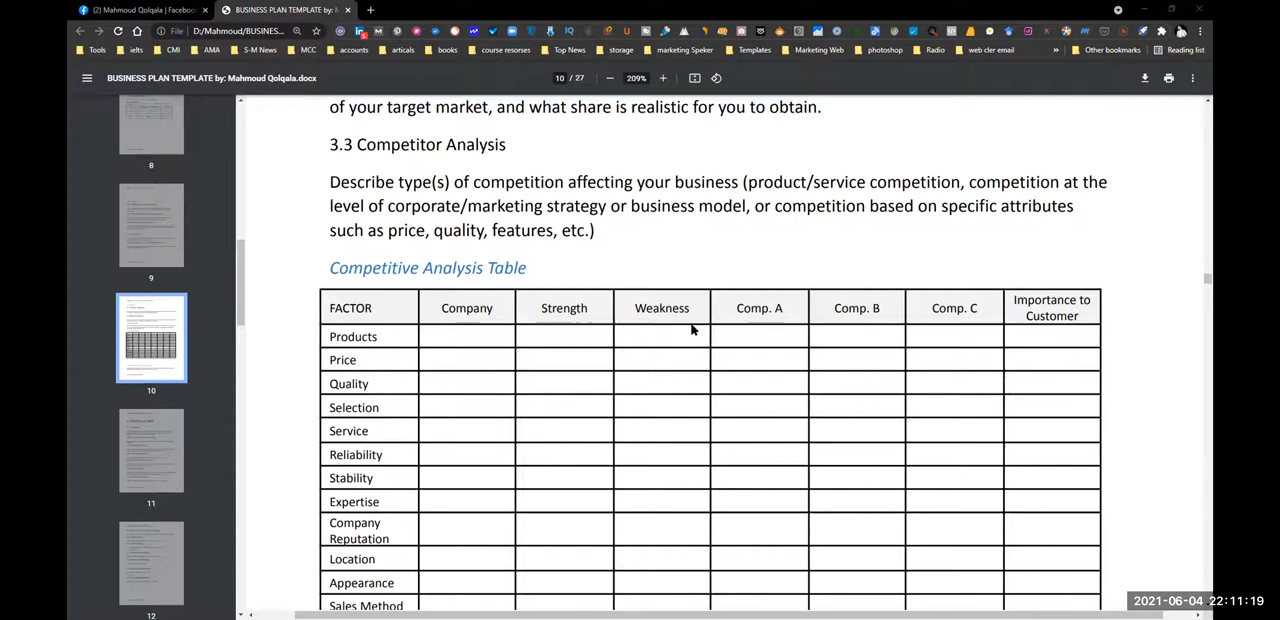 (2) Mahmoud Qolqala | Faceboo
BUSINESS PLAN TEMPLATE by: M
File
D:/Mahmoud/BUSINES...
Tools
ielts
CMI
AMA
S-M News
MCC
accounts
articals
books
course resorses
Top News
storage
marketing Speker
Templates
Marketing Web
photoshop
Radio
web cler email
Other bookmarks
Reading list
BUSINESS PLAN TEMPLATE by: Mahmoud Qolqala.docx
10 / 27
209%
8
9
10
11
12
of your target market, and what share is realistic for you to obtain.
3.3 Competitor Analysis
Describe type(s) of competition affecting your business (product/service competition, competition at the
level of corporate/marketing strategy or business model, or competition based on specific attributes
such as price, quality, features, etc.)
Competitive Analysis Table
FACTOR Company Strength Weakness Comp. A Comp. B Comp. C Importance to
Customer
Products
Price
Quality
Selection
Service
Reliability
Stability
Expertise
Company
Reputation
Location
Appearance
Sales Method
2021-06-04 22:11:19